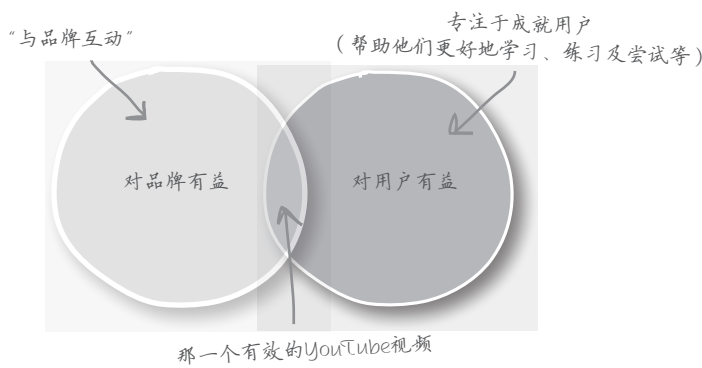 “与品牌互动”
专注于成就用户
（帮助他们更好地学习、练习及尝试等）
对品牌有益
对用户有益
那一个有效的YouTube视频